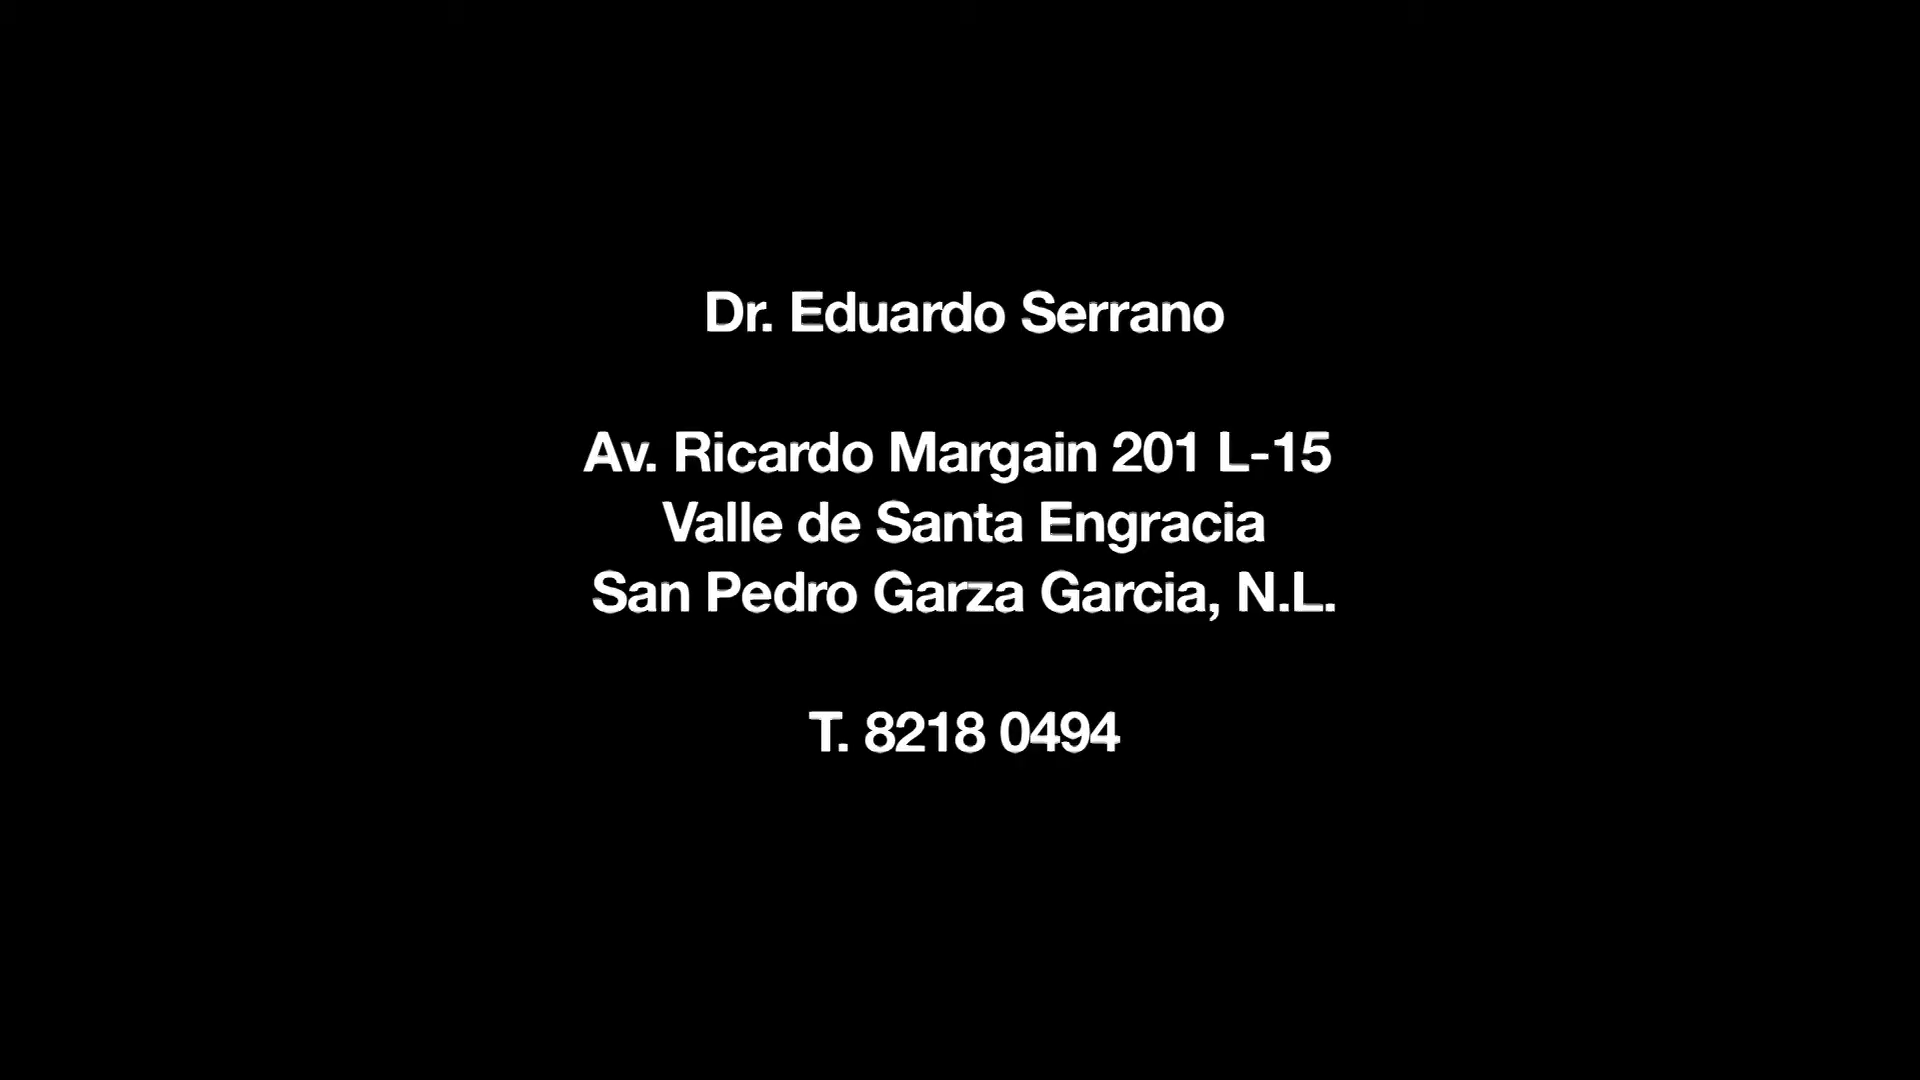 Dr. Eduardo Serrano
Av. Ricardo Margain 201 L-15
Valle de Santa Engracia
San Pedro Garza Garcia, N.L.
T. 8218 0494